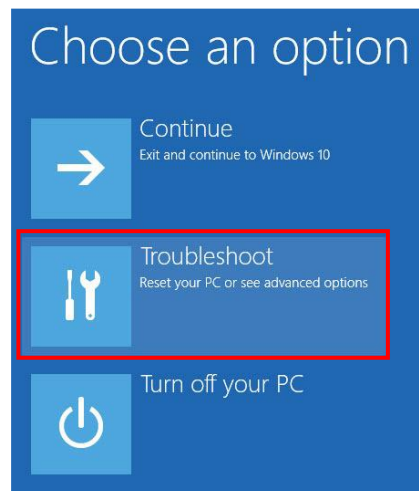 Choose an option
Continue
Exit and continue to Windows 10
Troubleshoot
Reset your PC or see advanced options
Turn off your PC